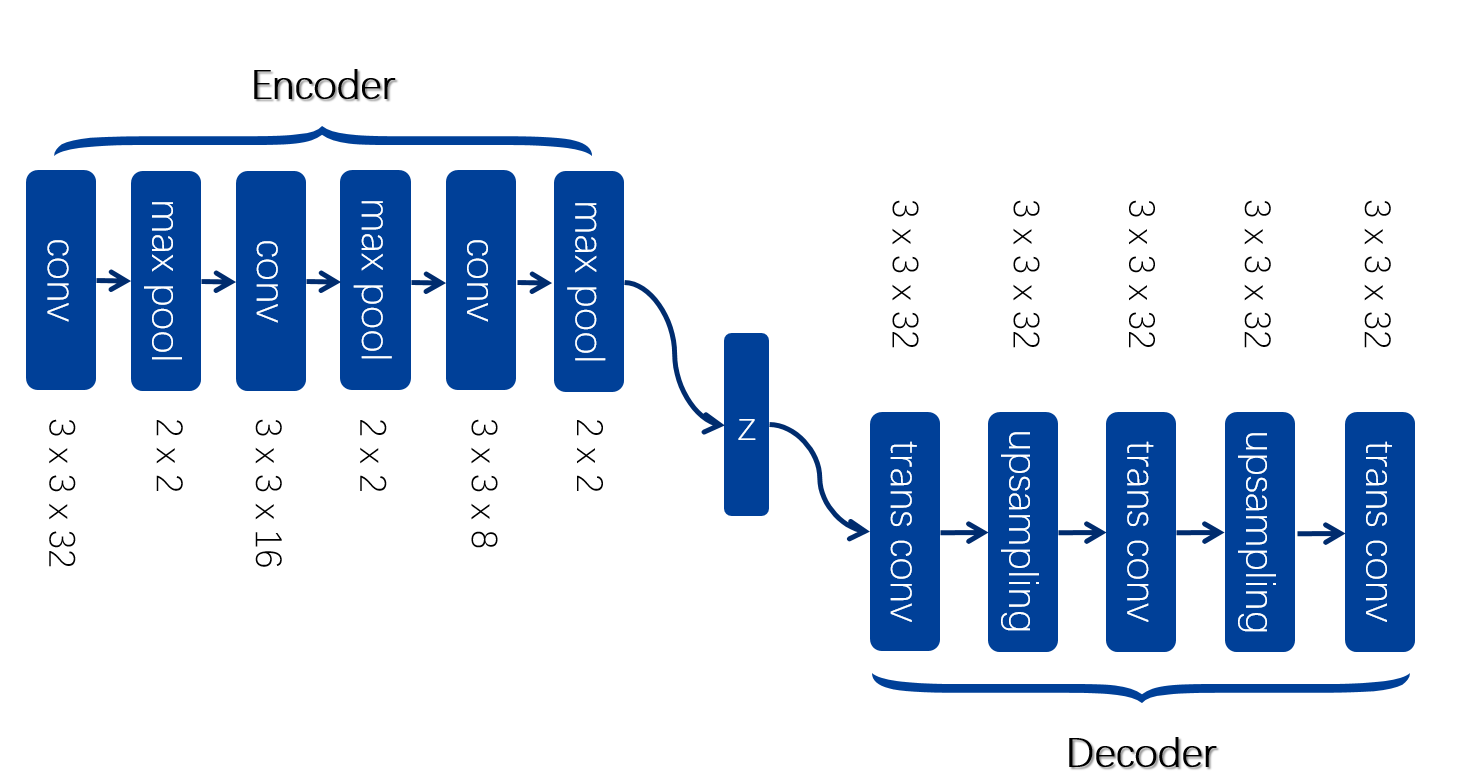 Encoder
conv
max pool
conv
max pool
conv
max pool
3 x 3 x 32
2 x 2
3 x 3 x 16
2 x 2
3 x 3 x 8
2 x 2
z
3 x 3 x 32
3 x 3 x 32
3 x 3 x 32
3 x 3 x 32
3 x 3 x 32
trans conv
upsampling
trans conv
upsampling
trans conv
Decoder